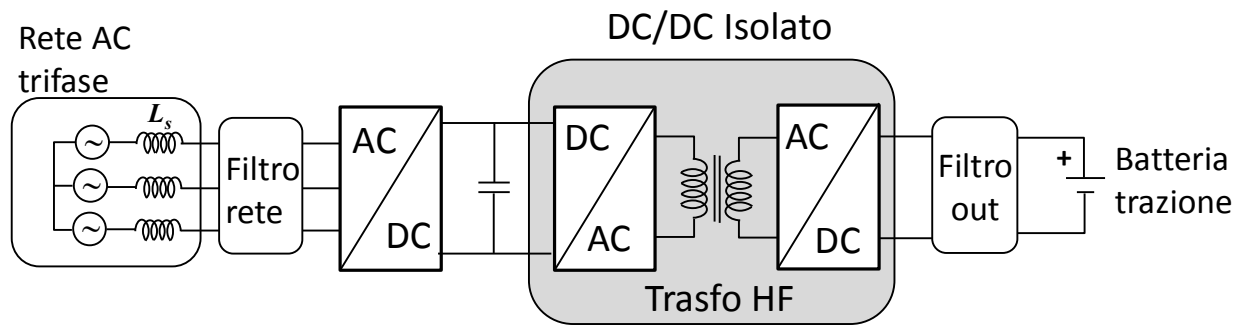 Rete AC
trifase
Ls
~
~
~
Filtro
rete
AC
DC
DC/DC Isolato
DC
AC
AC
DC
Trasfo HF
Filtro
out
+
Batteria
trazione